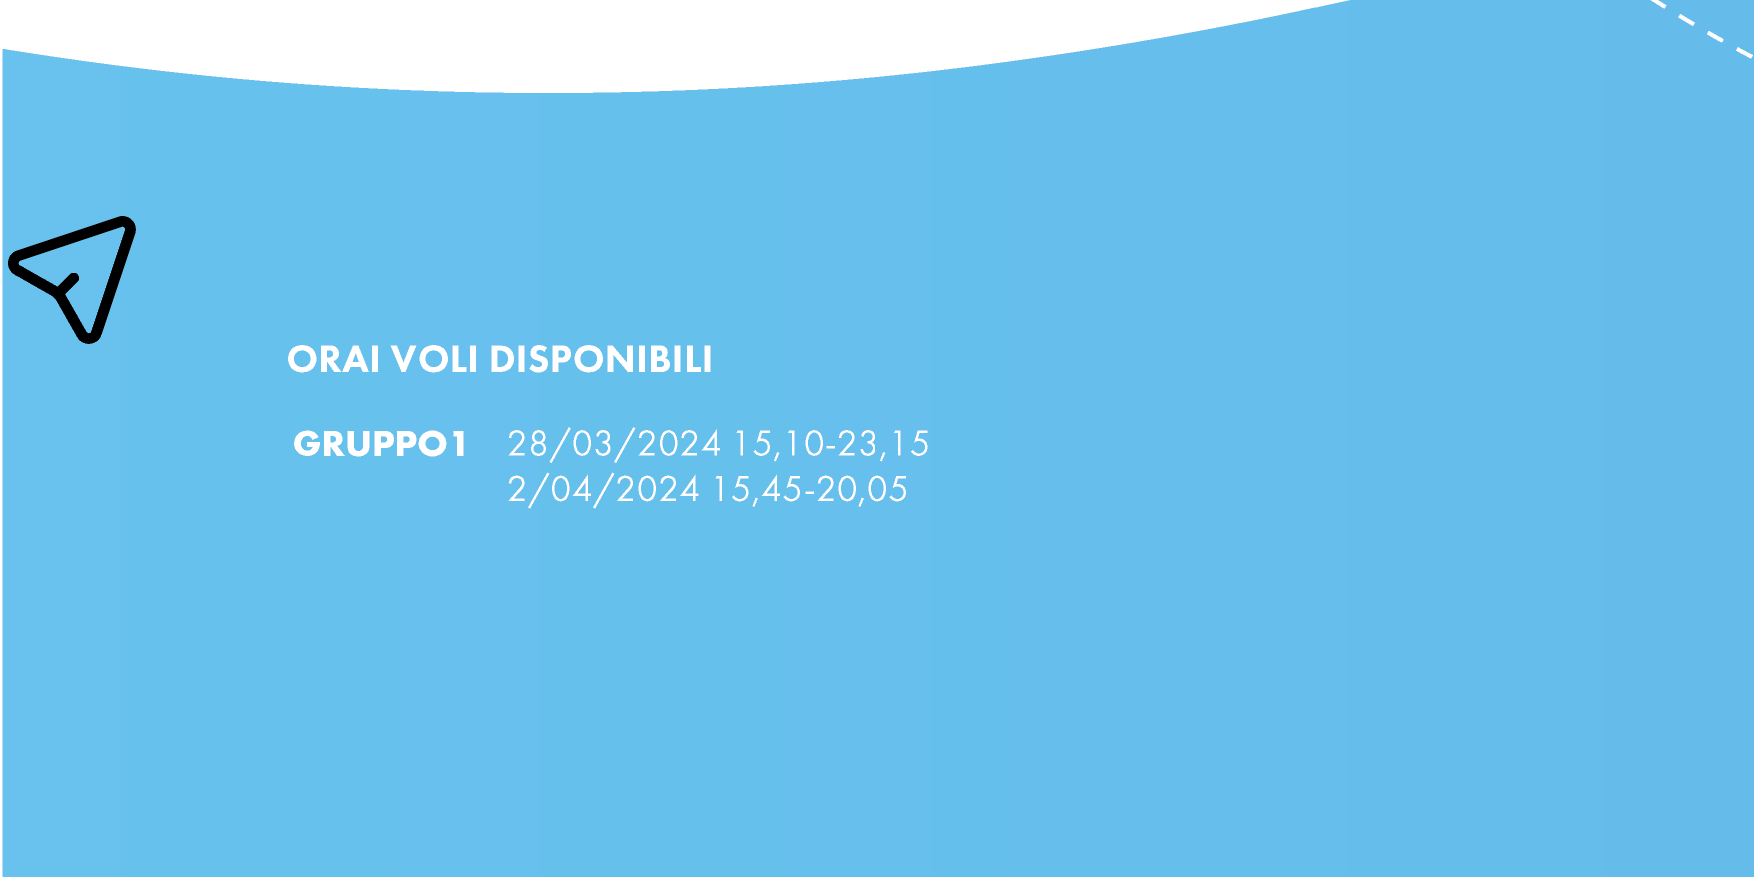 ORAI VOLI DISPONIBILI
GRUPPO1 28/03/2024 15,10-23,15
2/04/2024 15,45-20,05